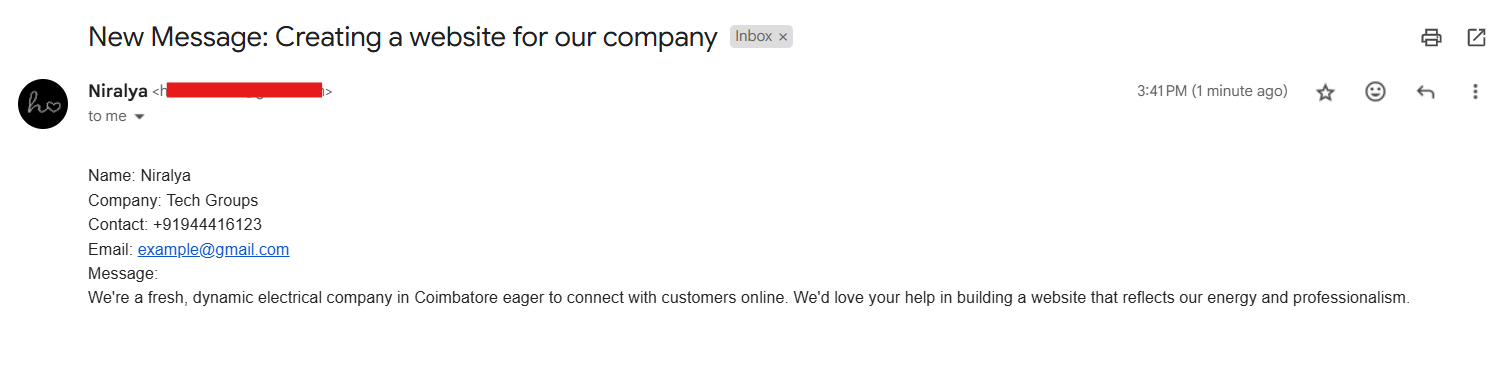 New Message: Creating a website for our company Inbox ×
Niralya <h >
3:41 PM (1 minute ago)
to me
Name: Niralya
Company: Tech Groups
Contact: +91944416123
Email: example@gmail.com
Message:
We're a fresh, dynamic electrical company in Coimbatore eager to connect with customers online. We'd love your help in building a website that reflects our energy and professionalism.